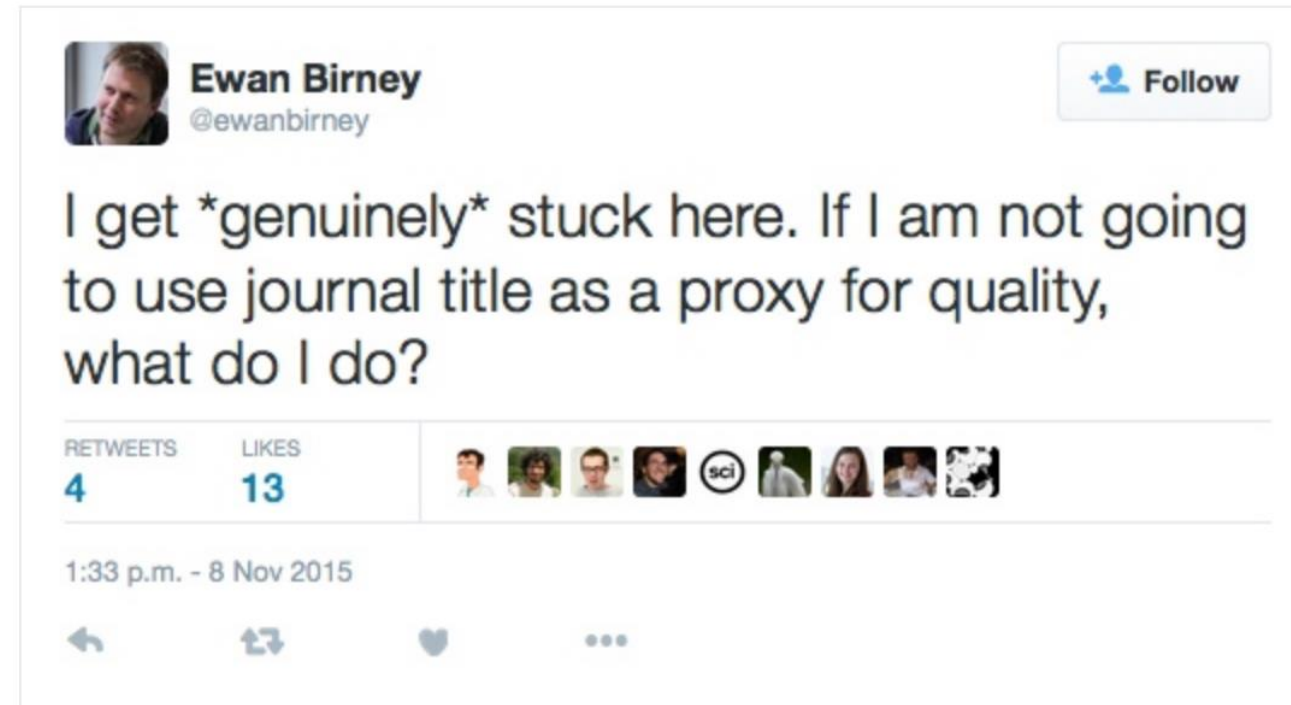 Ewan Birney
@ewanbirney
Follow
I get *genuinely* stuck here. If I am not going
to use journal title as a proxy for quality,
what do I do?
RETWEETS LIKES
4 13
sci
1:33 p.m. - 8 Nov 2015